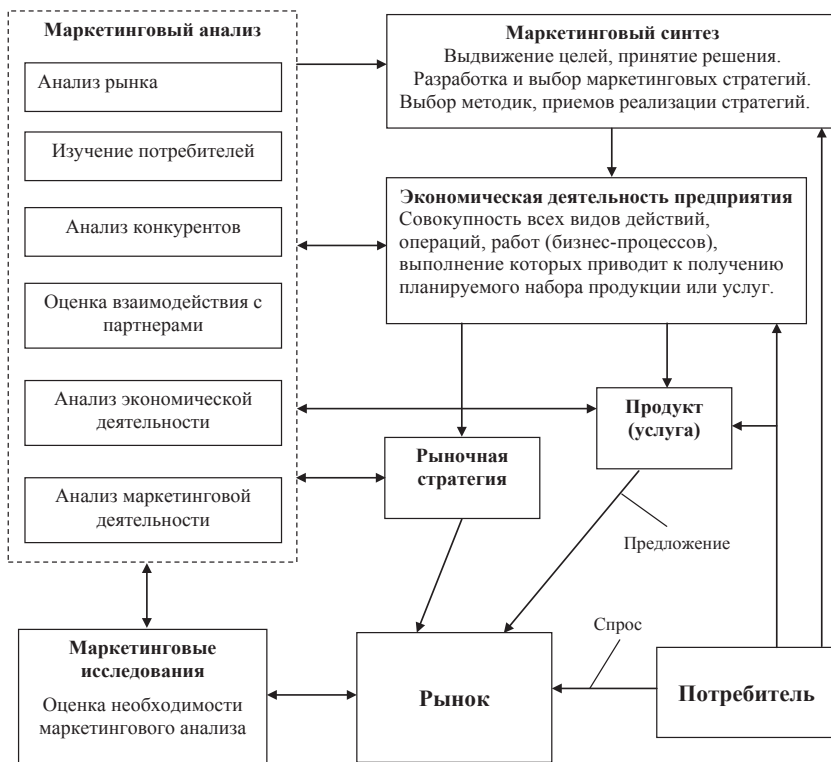 Маркетинговый анализ
Анализ рынка
Изучение потребителей
Анализ конкурентов
Оценка взаимодействия с
партнерами
Анализ экономической
деятельности
Анализ маркетинговой
деятельности
Маркетинговый синтез
Выдвижение целей, принятие решения.
Разработка и выбор маркетинговых стратегий.
Выбор методик, приемов реализации стратегий.
Экономическая деятельность предприятия
Совокупность всех видов действий,
операций, работ (бизнес-процессов),
выполнение которых приводит к получению
планируемого набора продукции или услуг.
Продукт
(услуга)
Рыночная
стратегия
Предложение
Спрос
Маркетинговые
исследования
Оценка необходимости
маркетингового анализа
Рынок
Потребитель